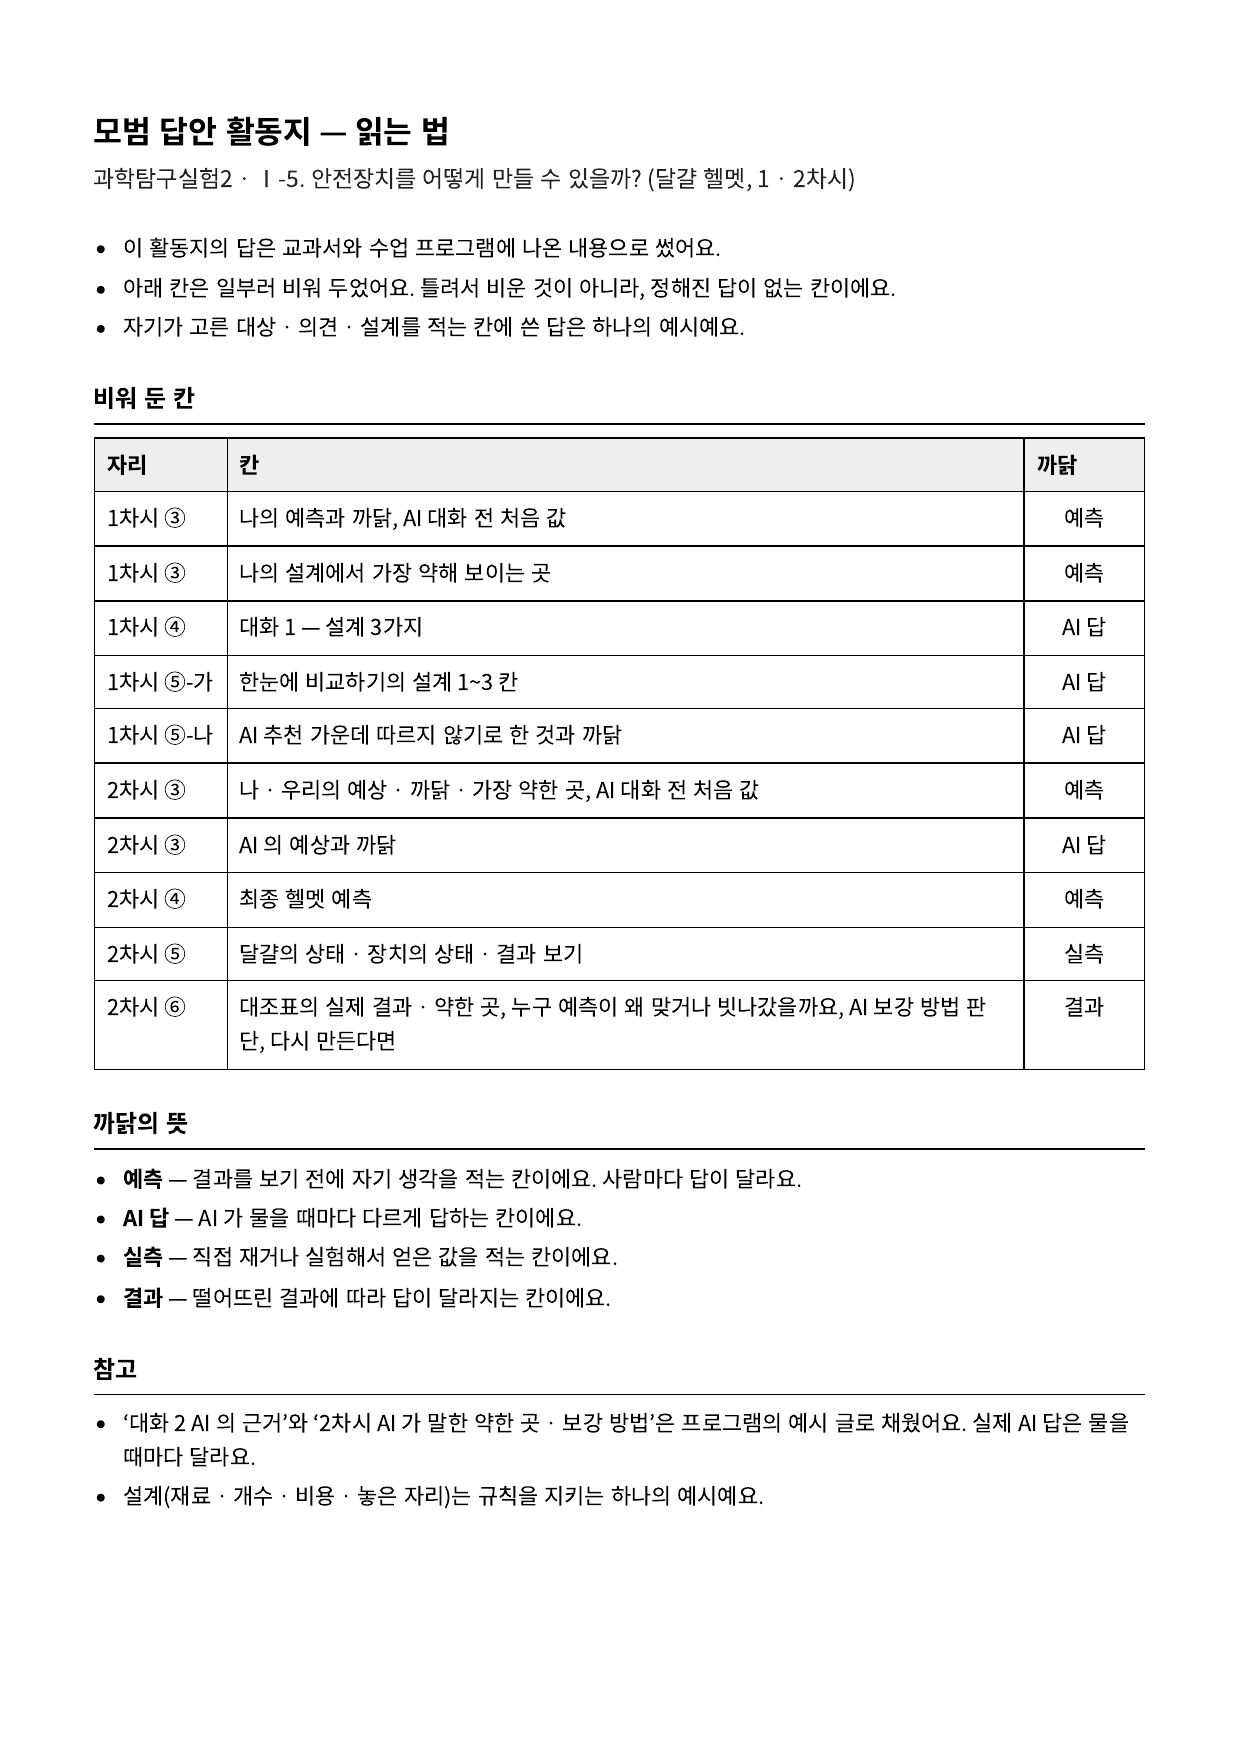 모범 답안 활동지 — 읽는 법
과학탐구실험2 · Ⅰ-5. 안전장치를 어떻게 만들 수 있을까? (달걀 헬멧, 1 · 2차시)
• 이 활동지의 답은 교과서와 수업 프로그램에 나온 내용으로 썼어요.
• 아래 칸은 일부러 비워 두었어요. 틀려서 비운 것이 아니라, 정해진 답이 없는 칸이에요.
• 자기가 고른 대상 · 의견 · 설계를 적는 칸에 쓴 답은 하나의 예시예요.
비워 둔 칸
자리 칸 까닭
1차시 ③ 나의 예측과 까닭, AI 대화 전 처음 값 예측
1차시 ③ 나의 설계에서 가장 약해 보이는 곳 예측
1차시 ④ 대화 1 — 설계 3가지 AI 답
1차시 ⑤-가 한눈에 비교하기의 설계 1~3 칸 AI 답
1차시 ⑤-나 AI 추천 가운데 따르지 않기로 한 것과 까닭 AI 답
2차시 ③ 나 · 우리의 예상 · 까닭 · 가장 약한 곳, AI 대화 전 처음 값 예측
2차시 ③ AI 의 예상과 까닭 AI 답
2차시 ④ 최종 헬멧 예측 예측
2차시 ⑤ 달걀의 상태 · 장치의 상태 · 결과 보기 실측
2차시 ⑥ 대조표의 실제 결과 · 약한 곳, 누구 예측이 왜 맞거나 빗나갔을까요, AI 보강 방법 판 결과
단, 다시 만든다면
까닭의 뜻
• 예측 — 결과를 보기 전에 자기 생각을 적는 칸이에요. 사람마다 답이 달라요.
• AI 답 — AI 가 물을 때마다 다르게 답하는 칸이에요.
• 실측 — 직접 재거나 실험해서 얻은 값을 적는 칸이에요.
• 결과 — 떨어뜨린 결과에 따라 답이 달라지는 칸이에요.
참고
• ‘대화 2 AI 의 근거’와 ‘2차시 AI 가 말한 약한 곳 · 보강 방법’은 프로그램의 예시 글로 채웠어요. 실제 AI 답은 물을
때마다 달라요.
• 설계(재료 · 개수 · 비용 · 놓은 자리)는 규칙을 지키는 하나의 예시예요.